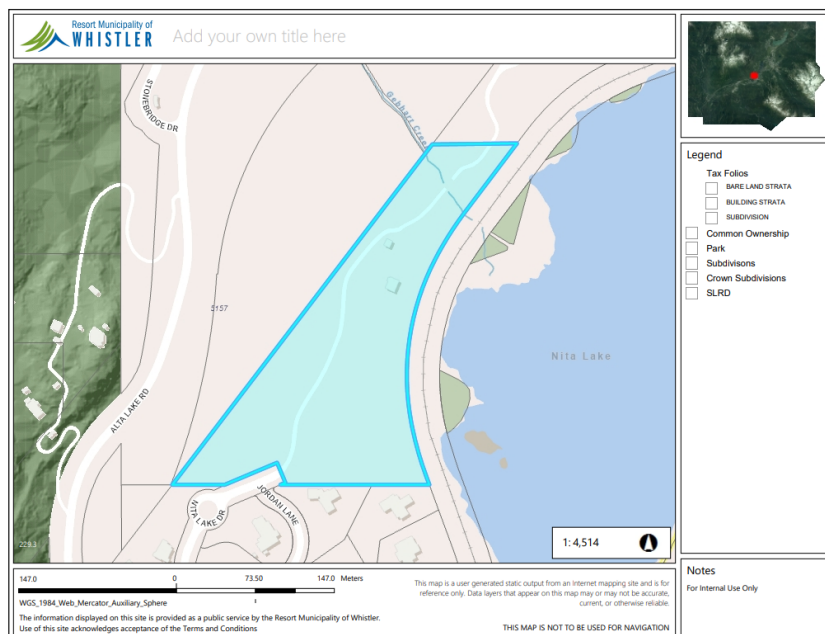 Resort Municipality of
WHISTLER
Add your own title here
STONEBRIDGE DR
Gebhart Creek
5157
ALTA LAKE RD
Nita Lake
NITA LAKE DR
JORDAN LANE
229.3
1: 4,514
Legend
Tax Folios
BARE LAND STRATA
BUILDING STRATA
SUBDIVISION
Common Ownership
Park
Subdivisons
Crown Subdivisions
SLRD
147.0 0 73.50 147.0 Meters
WGS_1984_Web_Mercator_Auxiliary_Sphere
The information displayed on this site is provided as a public service by the Resort Municipality of Whistler.
Use of this site acknowledges acceptance of the Terms and Conditions
This map is a user generated static output from an Internet mapping site and is for
reference only. Data layers that appear on this map may or may not be accurate,
current, or otherwise reliable.
THIS MAP IS NOT TO BE USED FOR NAVIGATION
Notes
For Internal Use Only